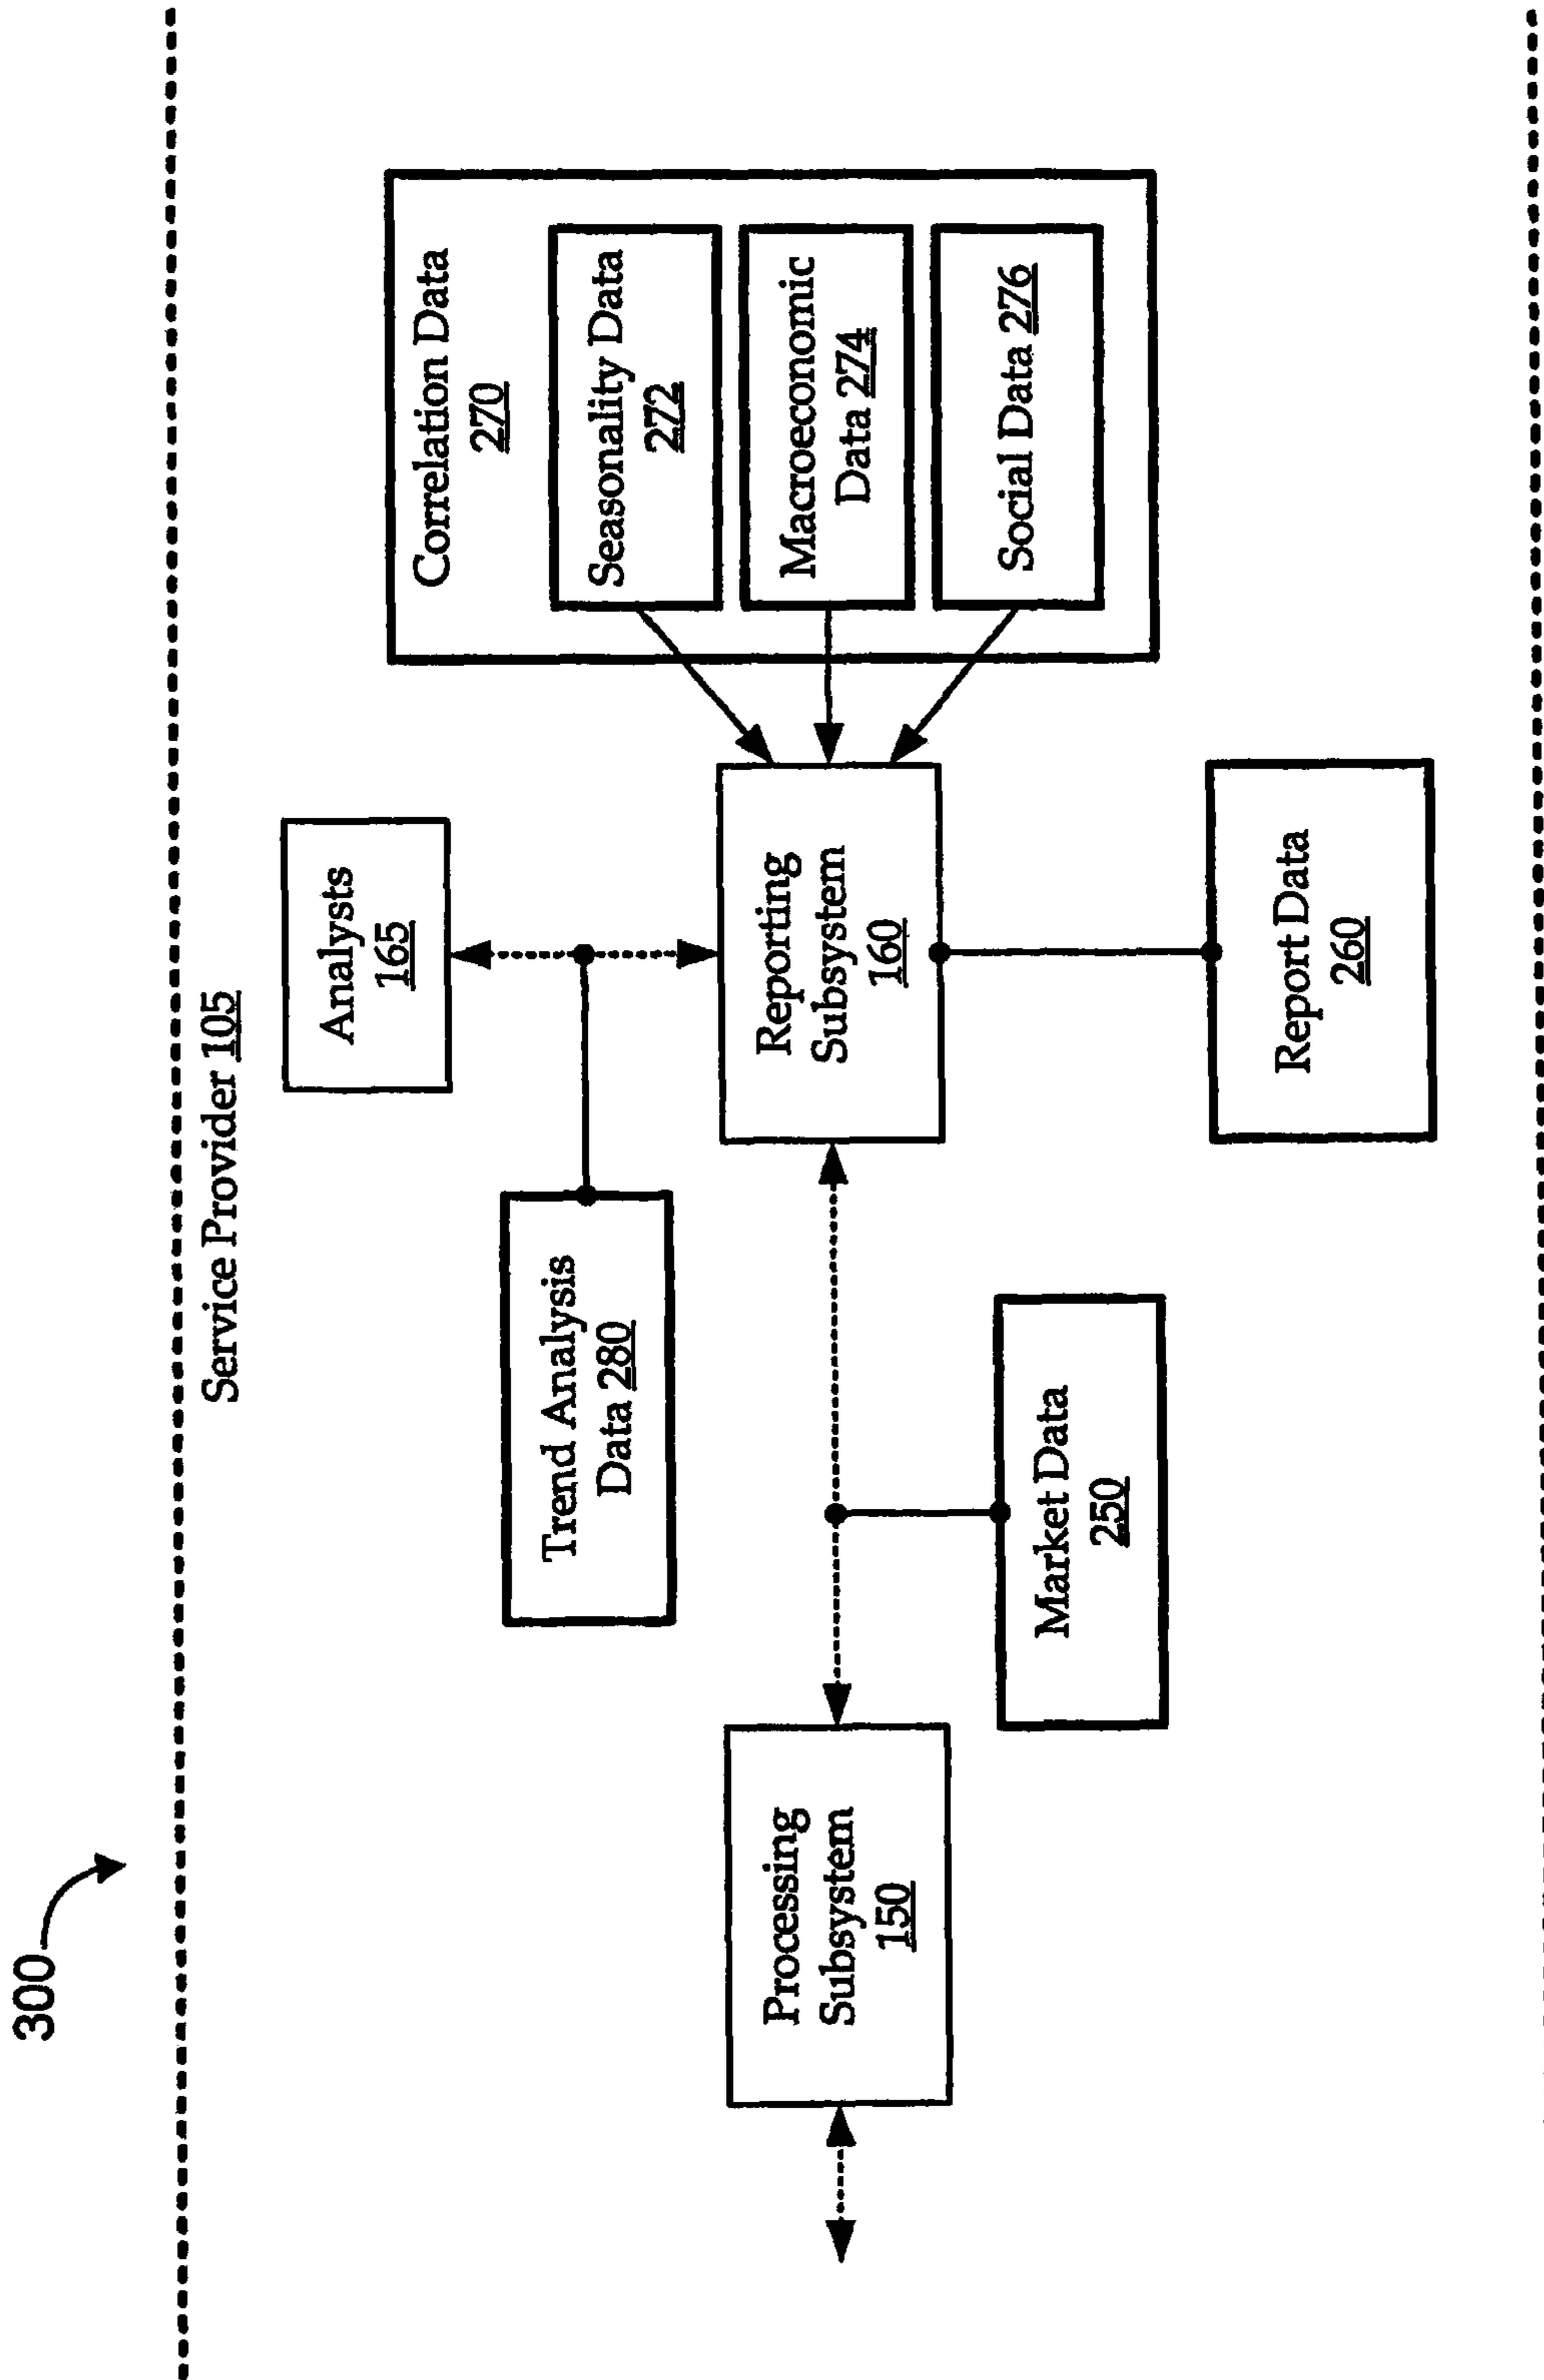 300
Service Provider 105
Analysts
165
Correlation Data
270
Trend Analysis
Data 280
Seasonality Data
272
Processing
Subsystem
150
Reporting
Subsystem
160
Macroeconomic
Data 274
Social Data 276
Market Data
250
Report Data
260